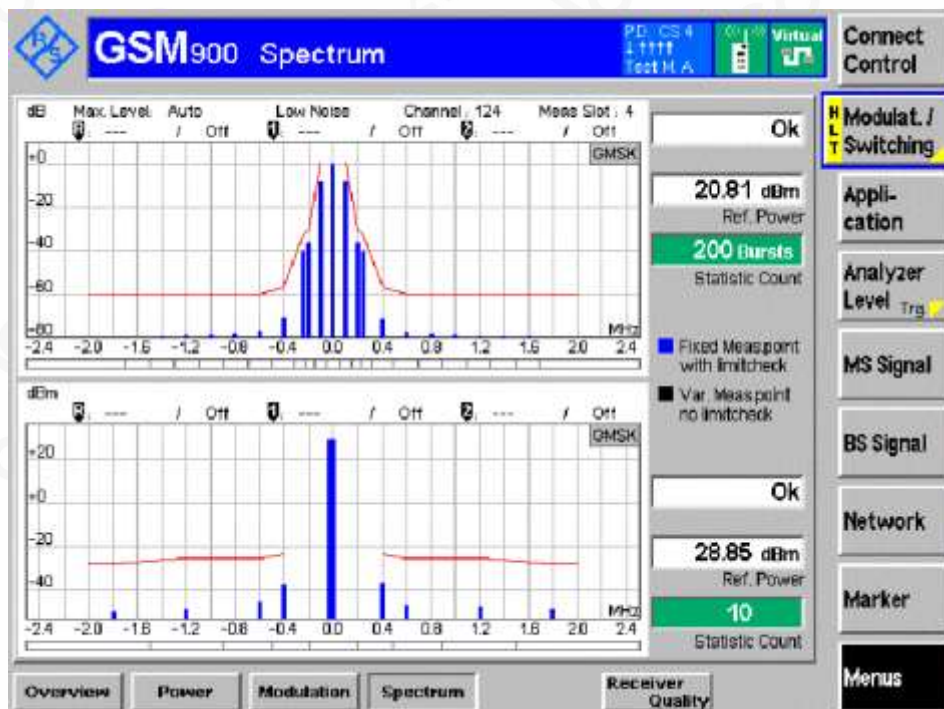 R S
GSM900 Spectrum
PD: CS 4
Test M. A
Virtual
Connect Control
dB Max. Level: Auto Low Noise Channel: 124 Meas Slot: 4
R: --- / Off 1: --- / Off 2: --- / Off
GMSK
+0
-20
-40
-60
-80
MHz
-2.4 -2.0 -1.6 -1.2 -0.8 -0.4 0.0 0.4 0.8 1.2 1.6 2.0 2.4
Ok
20.81 dBm
Ref. Power
200 Bursts
Statistic Count
Fixed Meas.point
with limitcheck
Var. Meas.point
no limitcheck
dBm
R: --- / Off 1: --- / Off 2: --- / Off
GMSK
+20
+0
-20
-40
MHz
-2.4 -2.0 -1.6 -1.2 -0.8 -0.4 0.0 0.4 0.8 1.2 1.6 2.0 2.4
Ok
28.85 dBm
Ref. Power
10
Statistic Count
HLT
Modulat. /
Switching
Appli-
cation
Analyzer
Level Trg
MS Signal
BS Signal
Network
Marker
Menus
Overview
Power
Modulation
Spectrum
Receiver
Quality